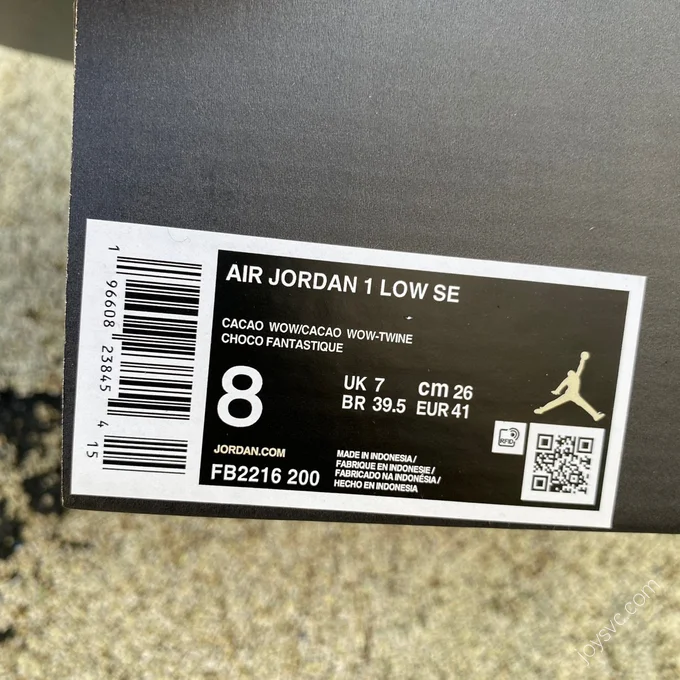 AIR JORDAN 1 LOW SE
CACAO WOW/CACAO WOW-TWINE
CHOCO FANTASTIQUE
8
UK 7 cm 26
BR 39.5 EUR 41
JORDAN.COM
FB2216 200
MADE IN INDONESIA/
FABRIQUE EN INDONESIE/
FABRICADO NA INDONÉSIA/
HECHO EN INDONESIA
RFID
1 96608 23845 4 15
joysvc.com